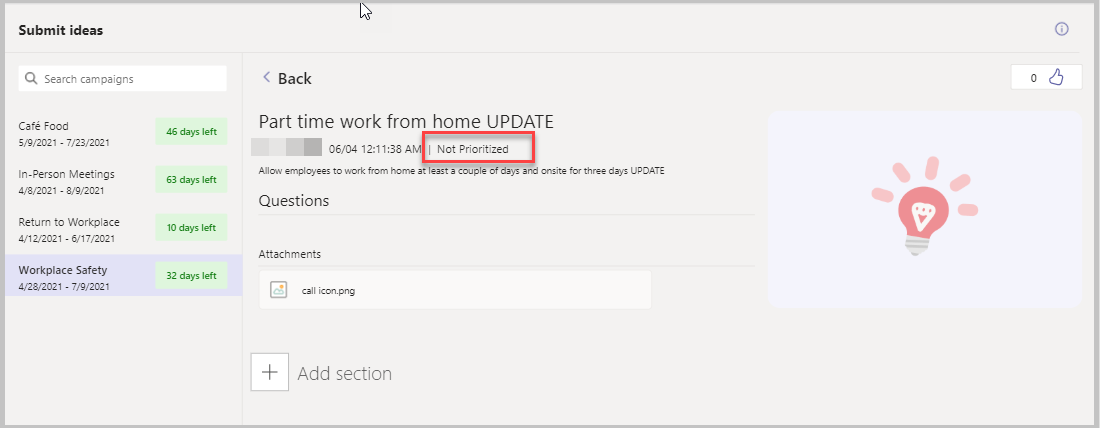 Submit ideas
Search campaigns
Café Food
5/9/2021 - 7/23/2021
46 days left
In-Person Meetings
4/8/2021 - 8/9/2021
63 days left
Return to Workplace
4/12/2021 - 6/17/2021
10 days left
Workplace Safety
4/28/2021 - 7/9/2021
32 days left
Back
0
Part time work from home UPDATE
06/04 12:11:38 AM | Not Prioritized
Allow employees to work from home at least a couple of days and onsite for three days UPDATE
Questions
Attachments
call icon.png
Add section